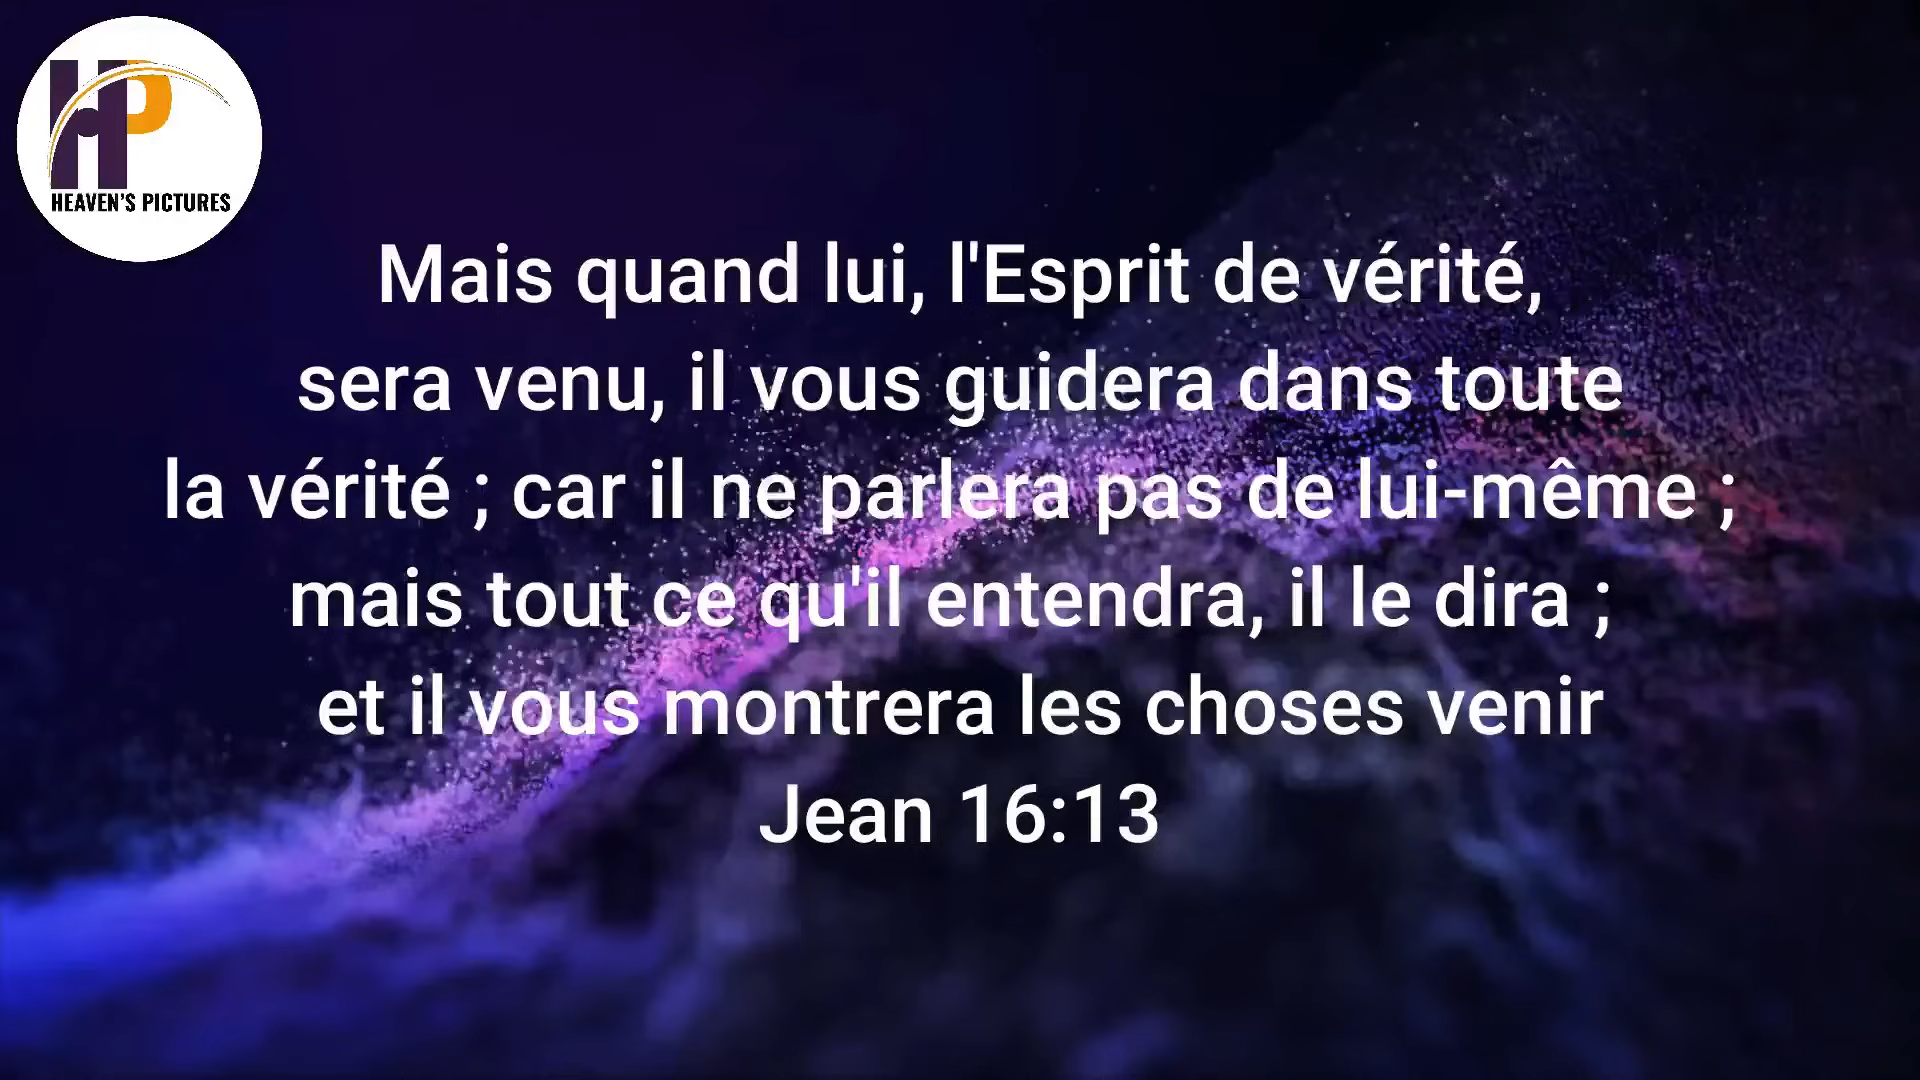 HP
HEAVEN'S PICTURES
Mais quand lui, l'Esprit de vérité,
sera venu, il vous guidera dans toute
la vérité ; car il ne parlera pas de lui-même ;
mais tout ce qu'il entendra, il le dira ;
et il vous montrera les choses venir
Jean 16:13